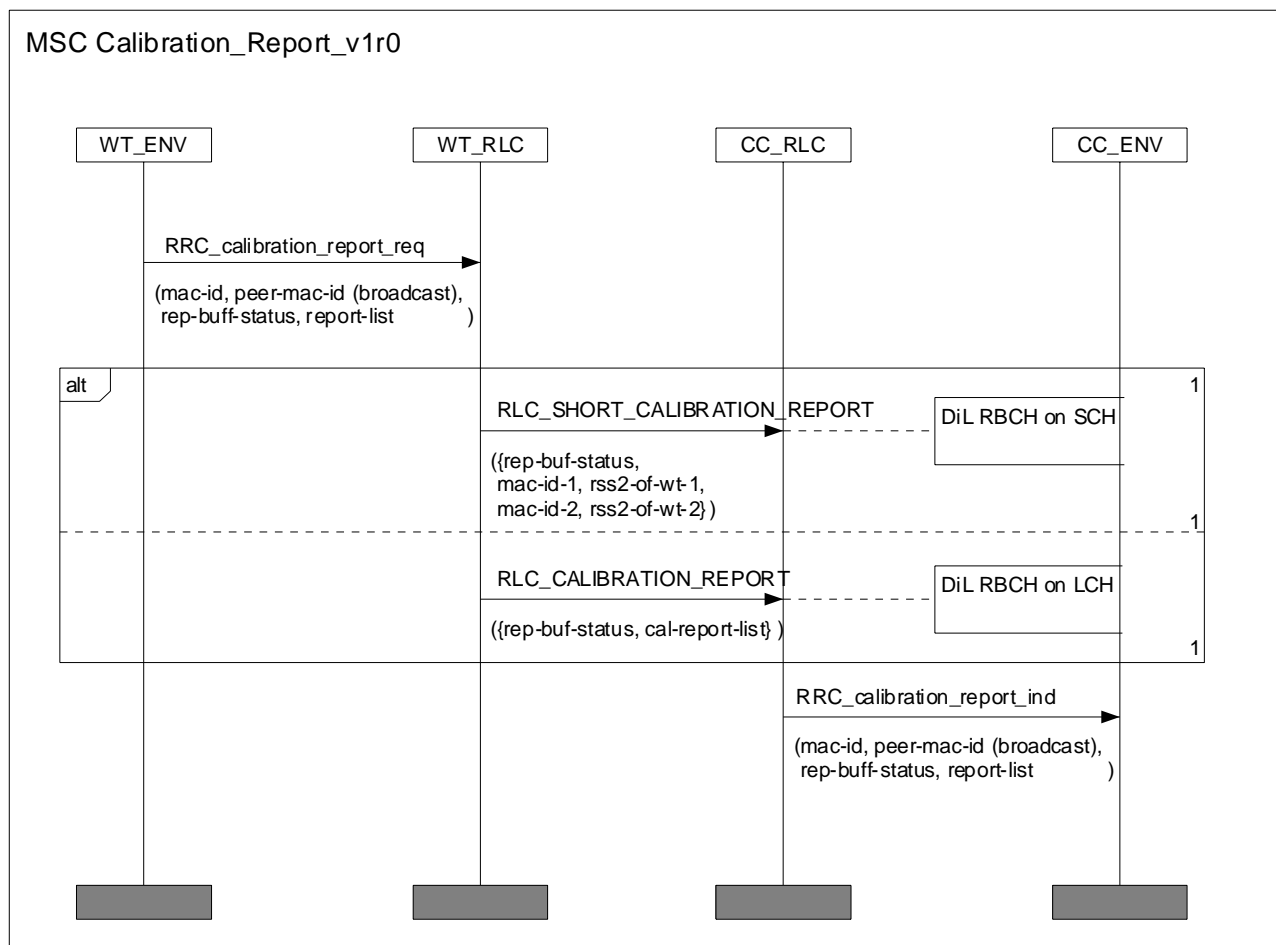 MSC Calibration_Report_v1r0
WT_ENV
WT_RLC
CC_RLC
CC_ENV
RRC_calibration_report_req
(mac-id, peer-mac-id (broadcast),
rep-buff-status, report-list )
alt
1
RLC_SHORT_CALIBRATION_REPORT
DiL RBCH on SCH
({rep-buf-status,
mac-id-1, rss2-of-wt-1,
mac-id-2, rss2-of-wt-2} )
1
RLC_CALIBRATION_REPORT
DiL RBCH on LCH
({rep-buf-status, cal-report-list} )
1
RRC_calibration_report_ind
(mac-id, peer-mac-id (broadcast),
rep-buff-status, report-list )